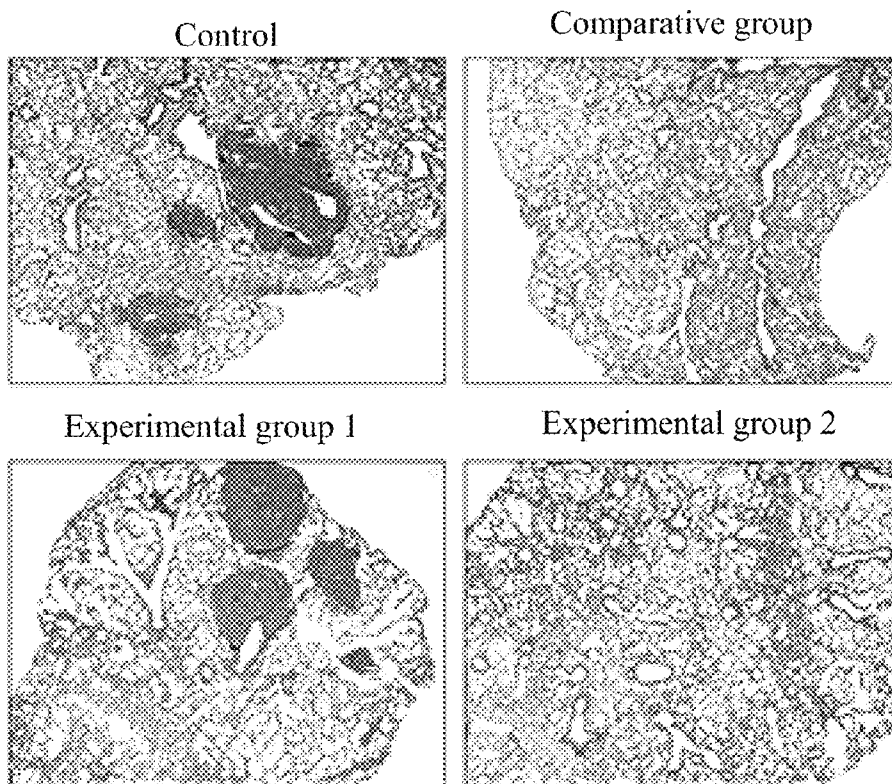 Control
Comparative group
Experimental group 1
Experimental group 2